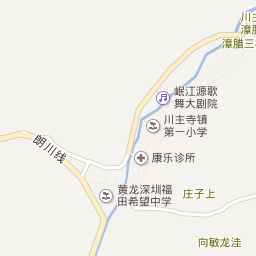 川主
漳腊
漳腊三
岷江源歌
舞大剧院
川主寺镇
第一小学
朗川线
康乐诊所
黄龙深圳福
田希望中学
庄子上
向敏龙洼